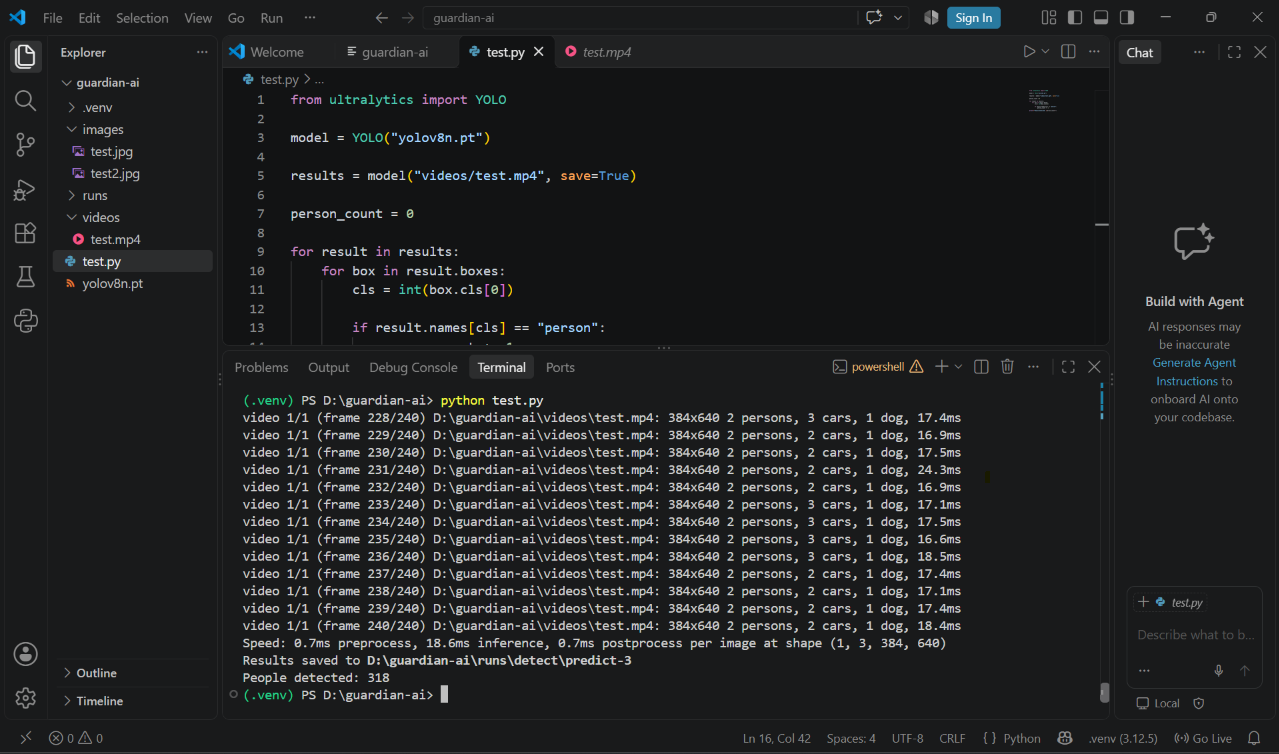 File Edit Selection View Go Run ··· guardian-ai Sign In
Explorer ···
guardian-ai
.venv
images
test.jpg
test2.jpg
runs
videos
test.mp4
test.py
yolov8n.pt
Outline
Timeline
Welcome guardian-ai test.py test.mp4
test.py > ...
1 from ultralytics import YOLO
2
3 model = YOLO("yolov8n.pt")
4
5 results = model("videos/test.mp4", save=True)
6
7 person_count = 0
8
9 for result in results:
10 for box in result.boxes:
11 cls = int(box.cls[0])
12
13 if result.names[cls] == "person":
Problems Output Debug Console Terminal Ports powershell
(.venv) PS D:\guardian-ai> python test.py
video 1/1 (frame 228/240) D:\guardian-ai\videos\test.mp4: 384x640 2 persons, 3 cars, 1 dog, 17.4ms
video 1/1 (frame 229/240) D:\guardian-ai\videos\test.mp4: 384x640 2 persons, 2 cars, 1 dog, 16.9ms
video 1/1 (frame 230/240) D:\guardian-ai\videos\test.mp4: 384x640 2 persons, 2 cars, 1 dog, 17.5ms
video 1/1 (frame 231/240) D:\guardian-ai\videos\test.mp4: 384x640 2 persons, 2 cars, 1 dog, 24.3ms
video 1/1 (frame 232/240) D:\guardian-ai\videos\test.mp4: 384x640 2 persons, 2 cars, 1 dog, 16.9ms
video 1/1 (frame 233/240) D:\guardian-ai\videos\test.mp4: 384x640 2 persons, 3 cars, 1 dog, 17.1ms
video 1/1 (frame 234/240) D:\guardian-ai\videos\test.mp4: 384x640 2 persons, 3 cars, 1 dog, 17.5ms
video 1/1 (frame 235/240) D:\guardian-ai\videos\test.mp4: 384x640 2 persons, 3 cars, 1 dog, 16.6ms
video 1/1 (frame 236/240) D:\guardian-ai\videos\test.mp4: 384x640 2 persons, 3 cars, 1 dog, 18.5ms
video 1/1 (frame 237/240) D:\guardian-ai\videos\test.mp4: 384x640 2 persons, 2 cars, 1 dog, 17.4ms
video 1/1 (frame 238/240) D:\guardian-ai\videos\test.mp4: 384x640 2 persons, 2 cars, 1 dog, 17.1ms
video 1/1 (frame 239/240) D:\guardian-ai\videos\test.mp4: 384x640 2 persons, 2 cars, 1 dog, 17.4ms
video 1/1 (frame 240/240) D:\guardian-ai\videos\test.mp4: 384x640 2 persons, 2 cars, 1 dog, 18.4ms
Speed: 0.7ms preprocess, 18.6ms inference, 0.7ms postprocess per image at shape (1, 3, 384, 640)
Results saved to D:\guardian-ai\runs\detect\predict-3
People detected: 318
(.venv) PS D:\guardian-ai>
Chat
Build with Agent
AI responses may
be inaccurate
Generate Agent
Instructions to
onboard AI onto
your codebase.
test.py
Describe what to b...
Local
0 0 Ln 16, Col 42 Spaces: 4 UTF-8 CRLF { } Python .venv (3.12.5) Go Live